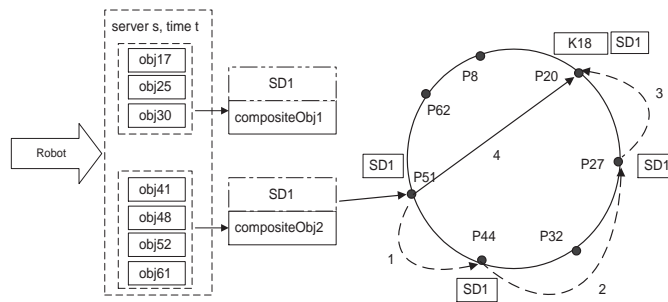 server s, time t
obj17
obj25
obj30
SD1
compositeObj1
Robot
obj41
obj48
obj52
obj61
SD1
compositeObj2
K18
SD1
P8
P20
P62
3
4
SD1
P51
P27
SD1
P44
P32
1
SD1
2